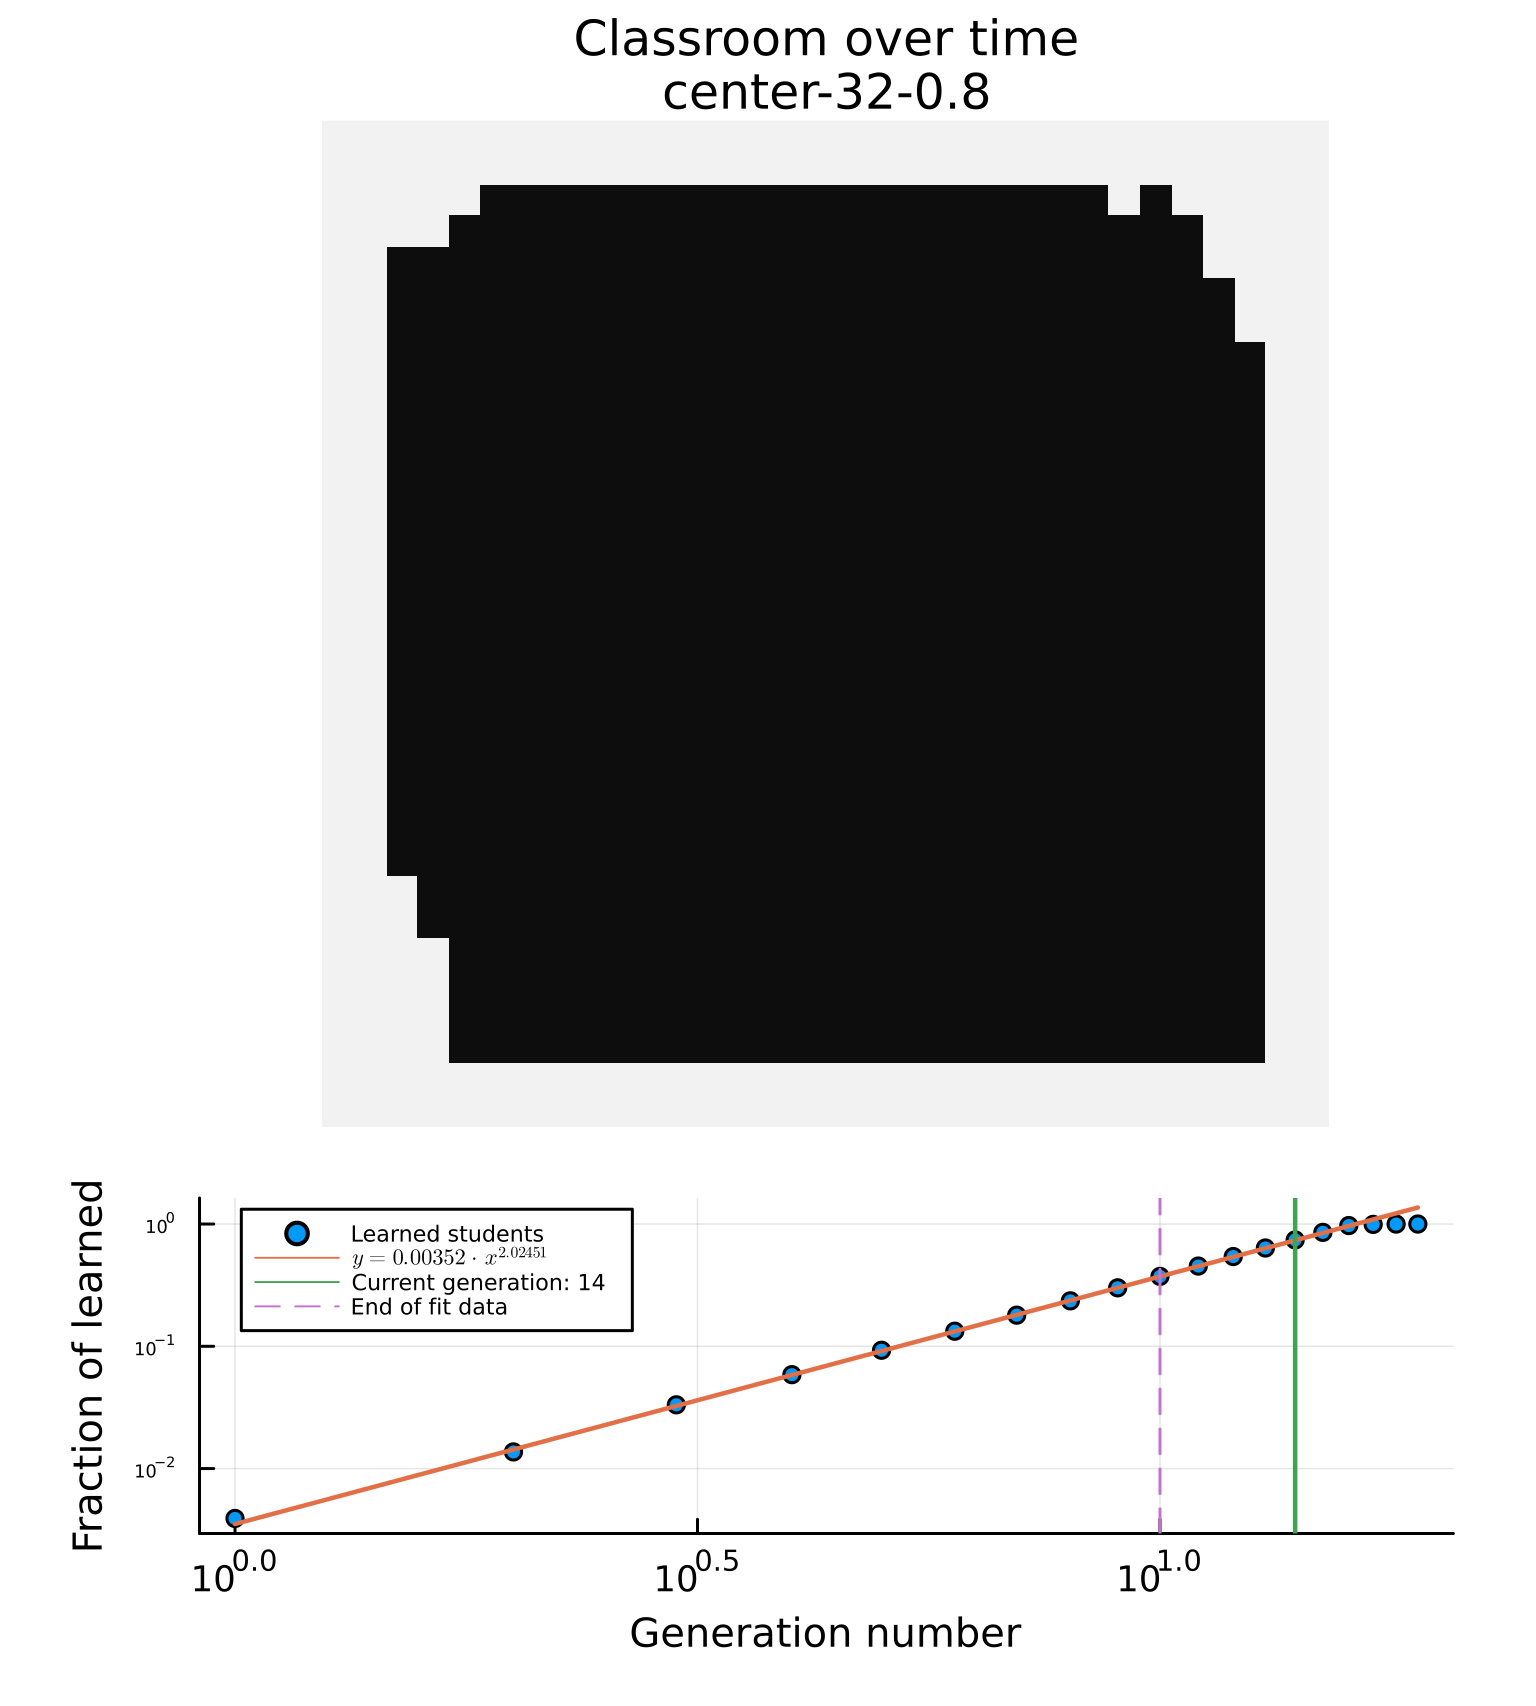 Classroom over time
center-32-0.8
Fraction of learned
10^0
10^-1
10^-2
Learned students
y = 0.00352 · x^2.02451
Current generation: 14
End of fit data
10^0.0 10^0.5 10^1.0
Generation number